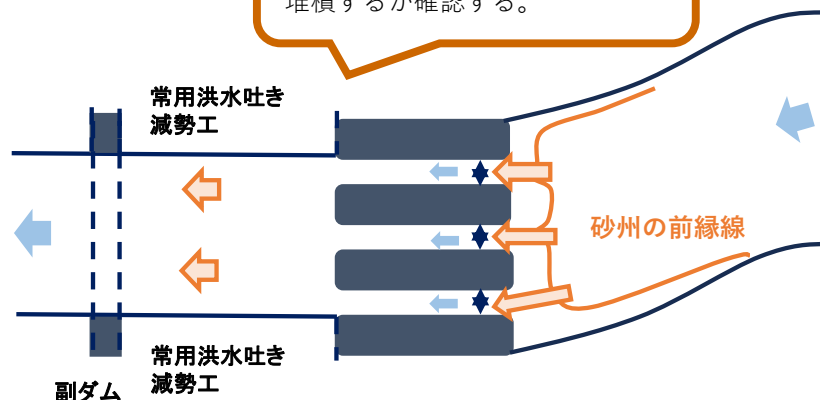 堆積するか確認する。
常用洪水吐き
減勢工
砂州の前縁線
常用洪水吐き
減勢工
副ダム